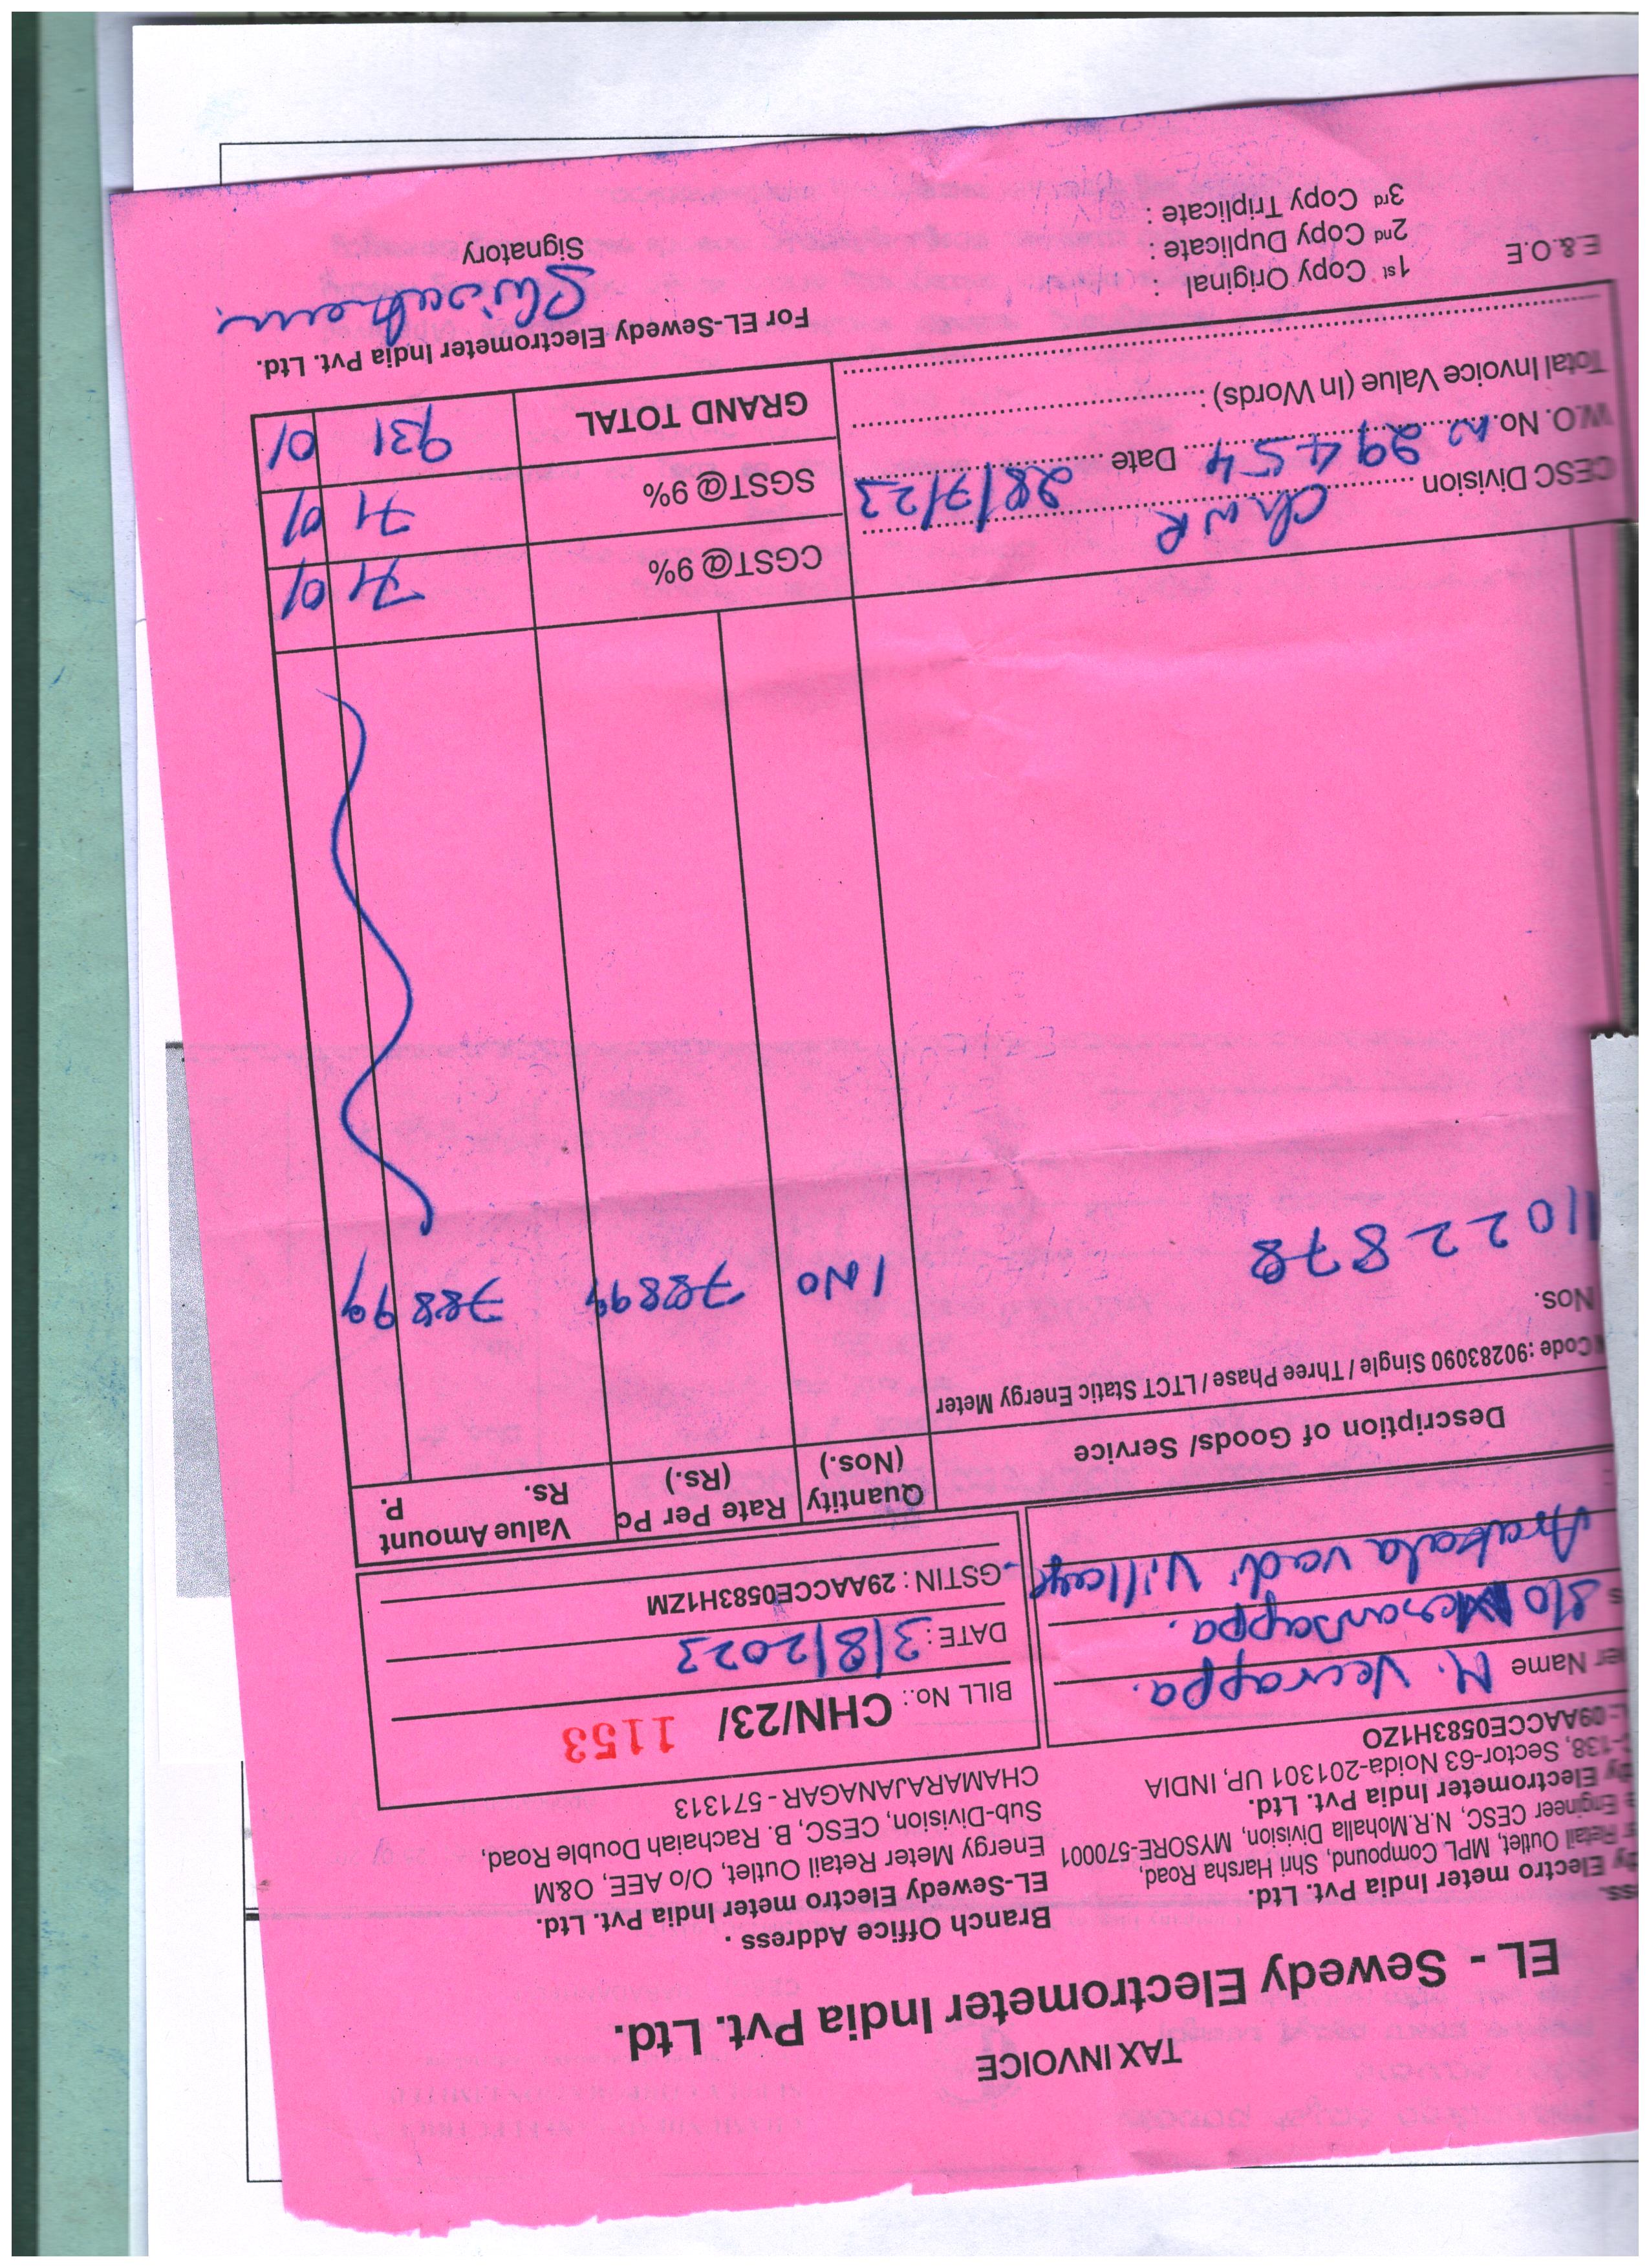 TAX INVOICE
EL - Sewedy Electrometer India Pvt. Ltd.
ss.
y Electro meter India Pvt. Ltd.
Retail Outlet, MPL Compound, Shri Harsha Road,
Engineer CESC, N.R.Mohalla Division, MYSORE-570001
y Electrometer India Pvt. Ltd.
-138, Sector-63 Noida-201301 UP, INDIA
09AACCE0583H1ZO
Branch Office Address .
EL-Sewedy Electro meter India Pvt. Ltd.
Energy Meter Retail Outlet, O/o AEE, O&M
Sub-Division, CESC, B. Rachaiah Double Road,
CHAMARAJANAGAR - 571313
er Name M. Veerappa.
s S/o
Arakalavadi Village
BILL No.: CHN/23/ 1153
DATE: 3/8/2023
GSTIN : 29AACCE0583H1ZM
Description of Goods/ Service Quantity (Nos.) Rate Per Pc (Rs.) Value Amount Rs. P.
Code :90283090 Single / Three Phase / LTCT Static Energy Meter
Nos.
11022878 1 No 788 99 788 99
CESC Division ChNR
W.O. No. 29454 Date 28/7/23
Total Invoice Value (In Words) :
CGST@ 9% 71 01
SGST@ 9% 71 01
GRAND TOTAL 931 01
E.&.O.E
1st Copy Original :
2nd Copy Duplicate :
3rd Copy Triplicate :
For EL-Sewedy Electrometer India Pvt. Ltd.
Signatory